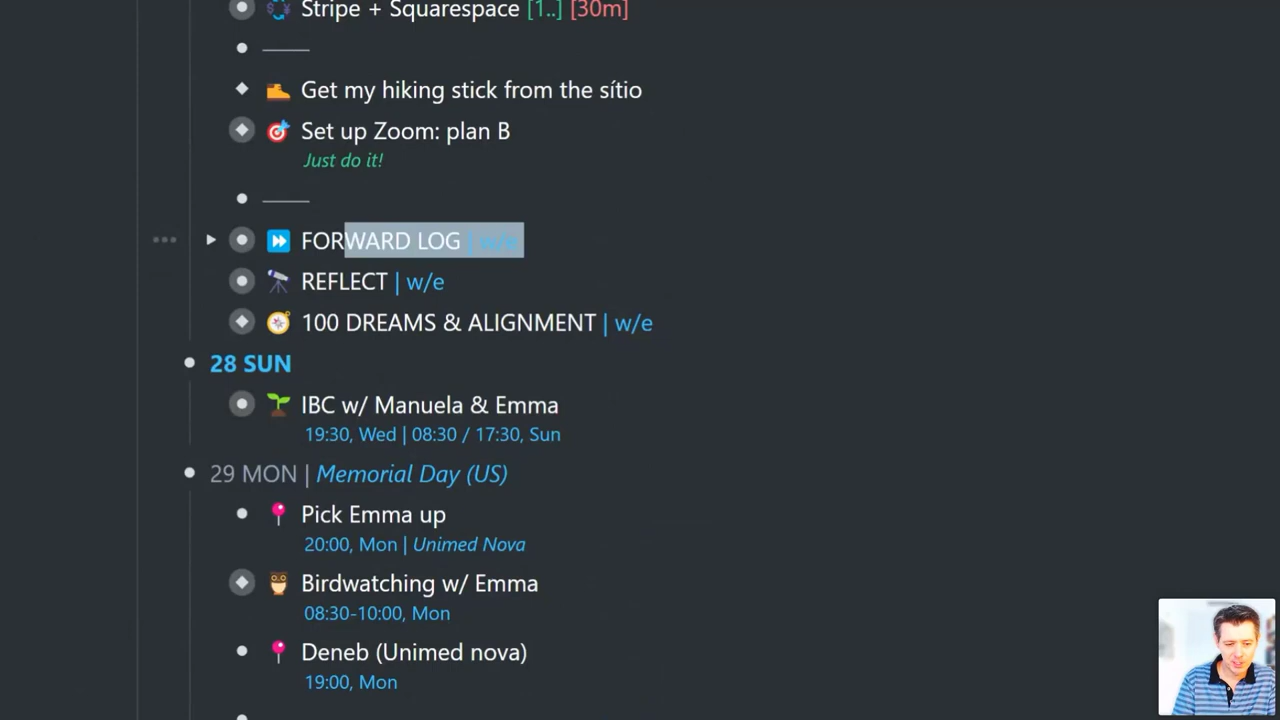 Stripe + Squarespace [1..] [30m]
Get my hiking stick from the sítio
Set up Zoom: plan B
Just do it!
FORWARD LOG | w/e
REFLECT | w/e
100 DREAMS & ALIGNMENT | w/e
28 SUN
IBC w/ Manuela & Emma
19:30, Wed | 08:30 / 17:30, Sun
29 MON | Memorial Day (US)
Pick Emma up
20:00, Mon | Unimed Nova
Birdwatching w/ Emma
08:30-10:00, Mon
Deneb (Unimed nova)
19:00, Mon